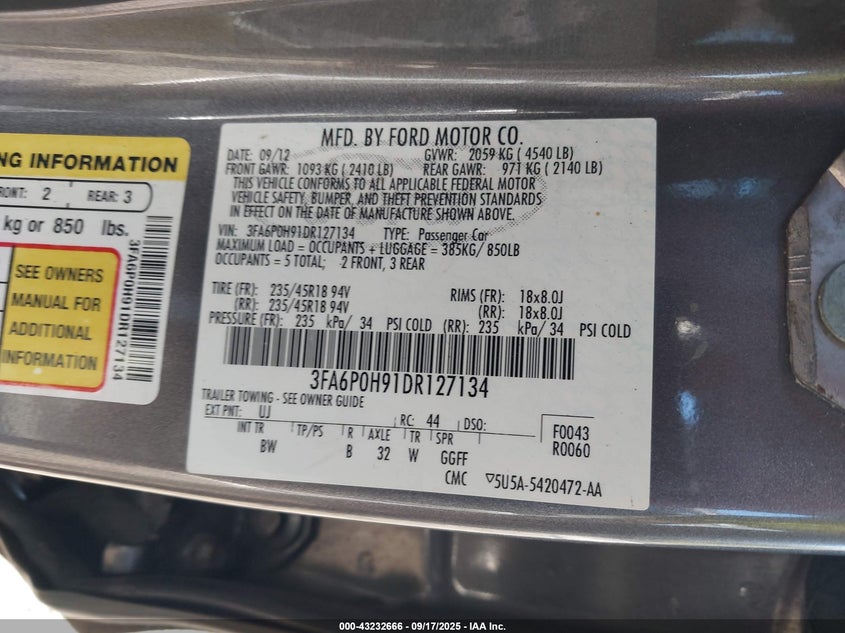 NG INFORMATION
RONT: 2 REAR: 3
kg or 850 lbs.
SEE OWNERS
MANUAL FOR
ADDITIONAL
INFORMATION
3FA6P0H91DR127134
MFD. BY FORD MOTOR CO.
DATE: 09/12 GVWR: 2059 KG ( 4540 LB)
FRONT GAWR: 1093 KG ( 2410 LB) REAR GAWR: 971 KG ( 2140 LB)
THIS VEHICLE CONFORMS TO ALL APPLICABLE FEDERAL MOTOR
VEHICLE SAFETY, BUMPER, AND THEFT PREVENTION STANDARDS
IN EFFECT ON THE DATE OF MANUFACTURE SHOWN ABOVE.
VIN: 3FA6P0H91DR127134 TYPE: Passenger Car
MAXIMUM LOAD = OCCUPANTS + LUGGAGE = 385KG/ 850LB
OCCUPANTS = 5 TOTAL; 2 FRONT, 3 REAR
TIRE (FR): 235/45R18 94V RIMS (FR): 18x8.0J
(RR): 235/45R18 94V (RR): 18x8.0J
PRESSURE (FR): 235 kPa/ 34 PSI COLD (RR): 235 kPa/ 34 PSI COLD
3FA6P0H91DR127134
TRAILER TOWING - SEE OWNER GUIDE
EXT PNT: UJ RC: 44 DSO: F0043
INT TR TP/PS R AXLE TR SPR R0060
BW B 32 W GGFF
CMC ▽5U5A-5420472-AA
000-43232666 - 09/17/2025 - IAA Inc.